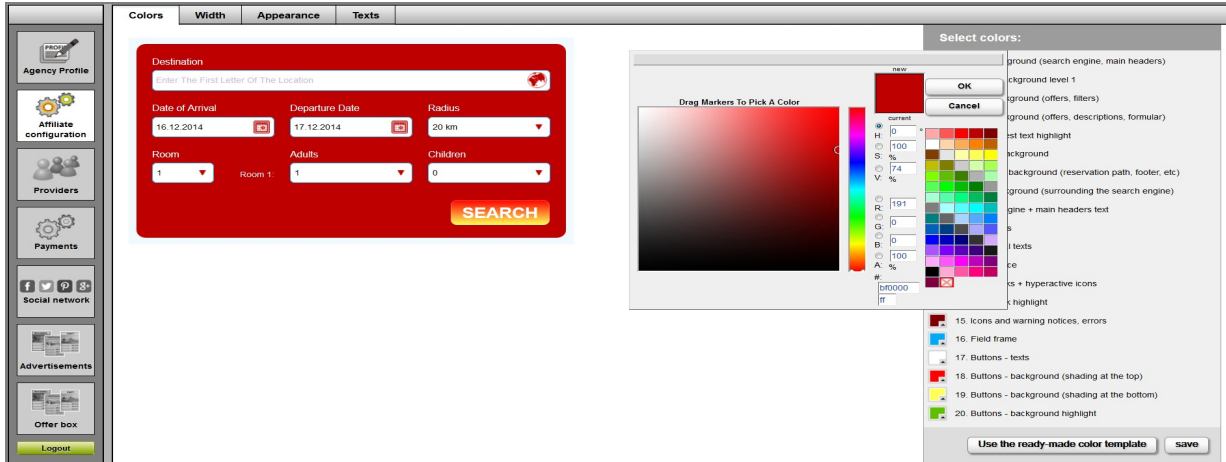 Colors Width Appearance Texts
PROFILE
Agency Profile
Affiliate
configuration
Providers
Payments
Social network
Advertisements
Offer box
Logout
Destination
Enter The First Letter Of The Location
Date of Arrival Departure Date Radius
16.12.2014 17.12.2014 20 km
Room Adults Children
1 Room 1: 1 0
SEARCH
Drag Markers To Pick A Color
new
current
OK
Cancel
H: 0 °
S: 100 %
V: 74 %
R: 191
G: 0
B: 0
A: 100 %
#: bf0000
ff
Select colors:
ground (search engine, main headers)
ckground level 1
ground (offers, filters)
ground (offers, descriptions, formular)
est text highlight
ackground
background (reservation path, footer, etc)
ground (surrounding the search engine)
gine + main headers text
s
l texts
ce
ks + hyperactive icons
k highlight
15. Icons and warning notices, errors
16. Field frame
17. Buttons - texts
18. Buttons - background (shading at the top)
19. Buttons - background (shading at the bottom)
20. Buttons - background highlight
Use the ready-made color template save